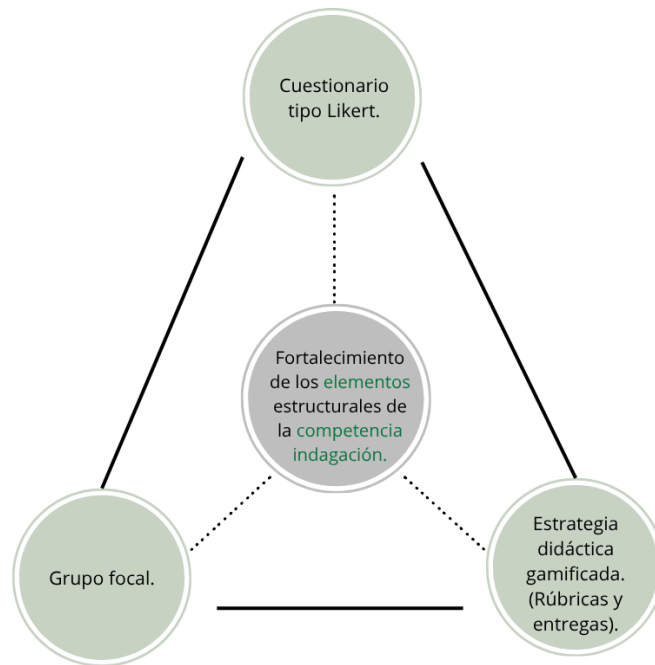 Cuestionario
tipo Likert.
Fortalecimiento
de los elementos
estructurales de
la competencia
indagación.
Grupo focal.
Estrategia
didáctica
gamificada.
(Rúbricas y
entregas).